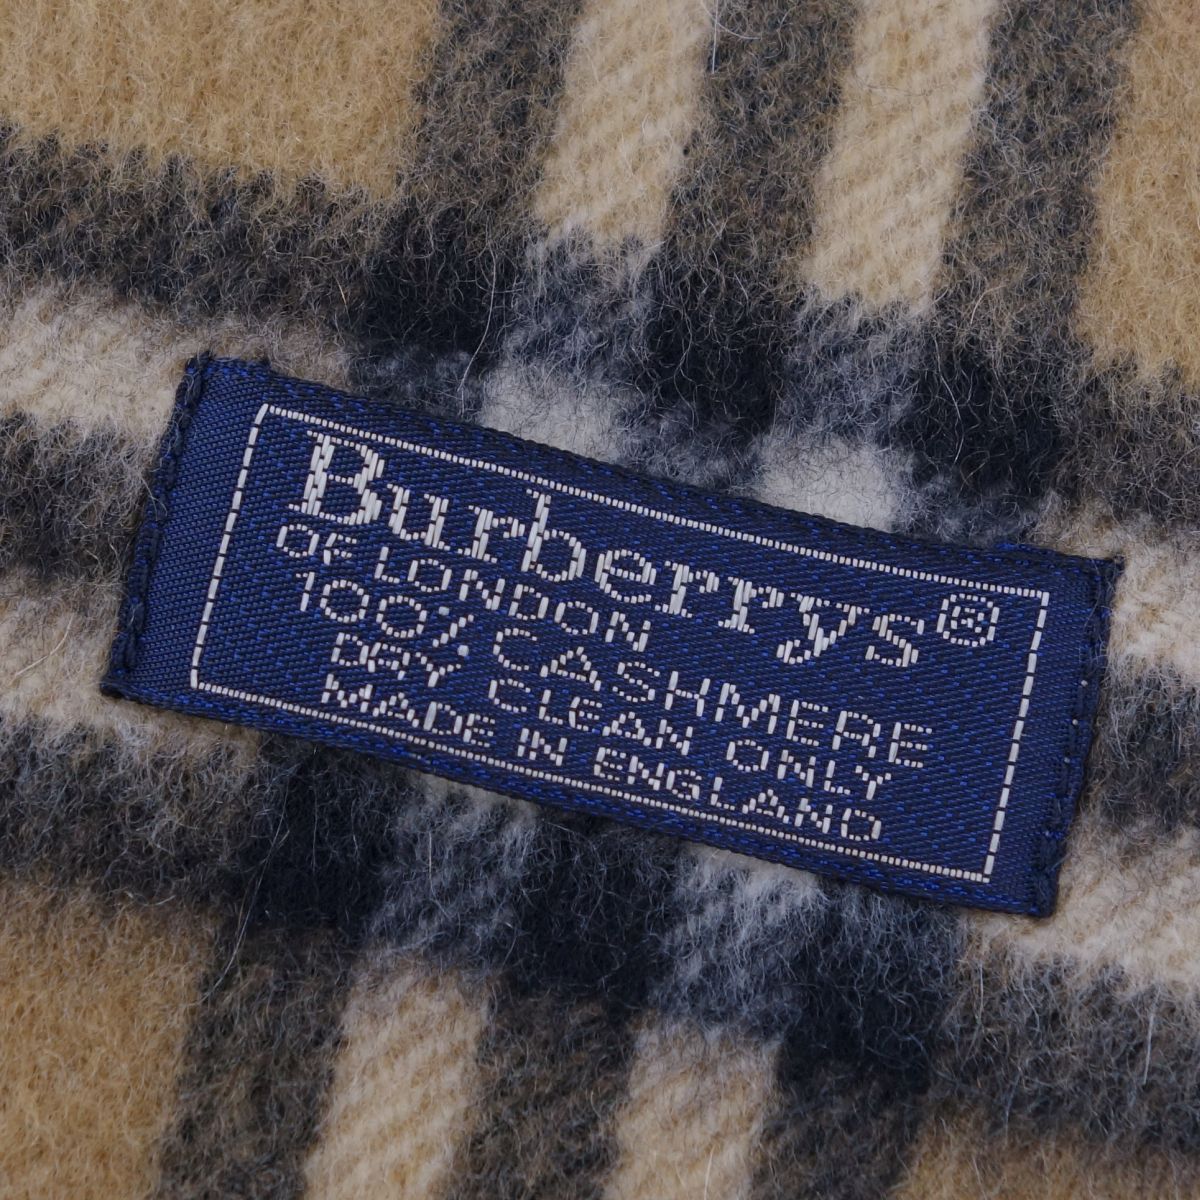 Burberrys®
OF LONDON
100% CASHMERE
DRY CLEAN ONLY
MADE IN ENGLAND